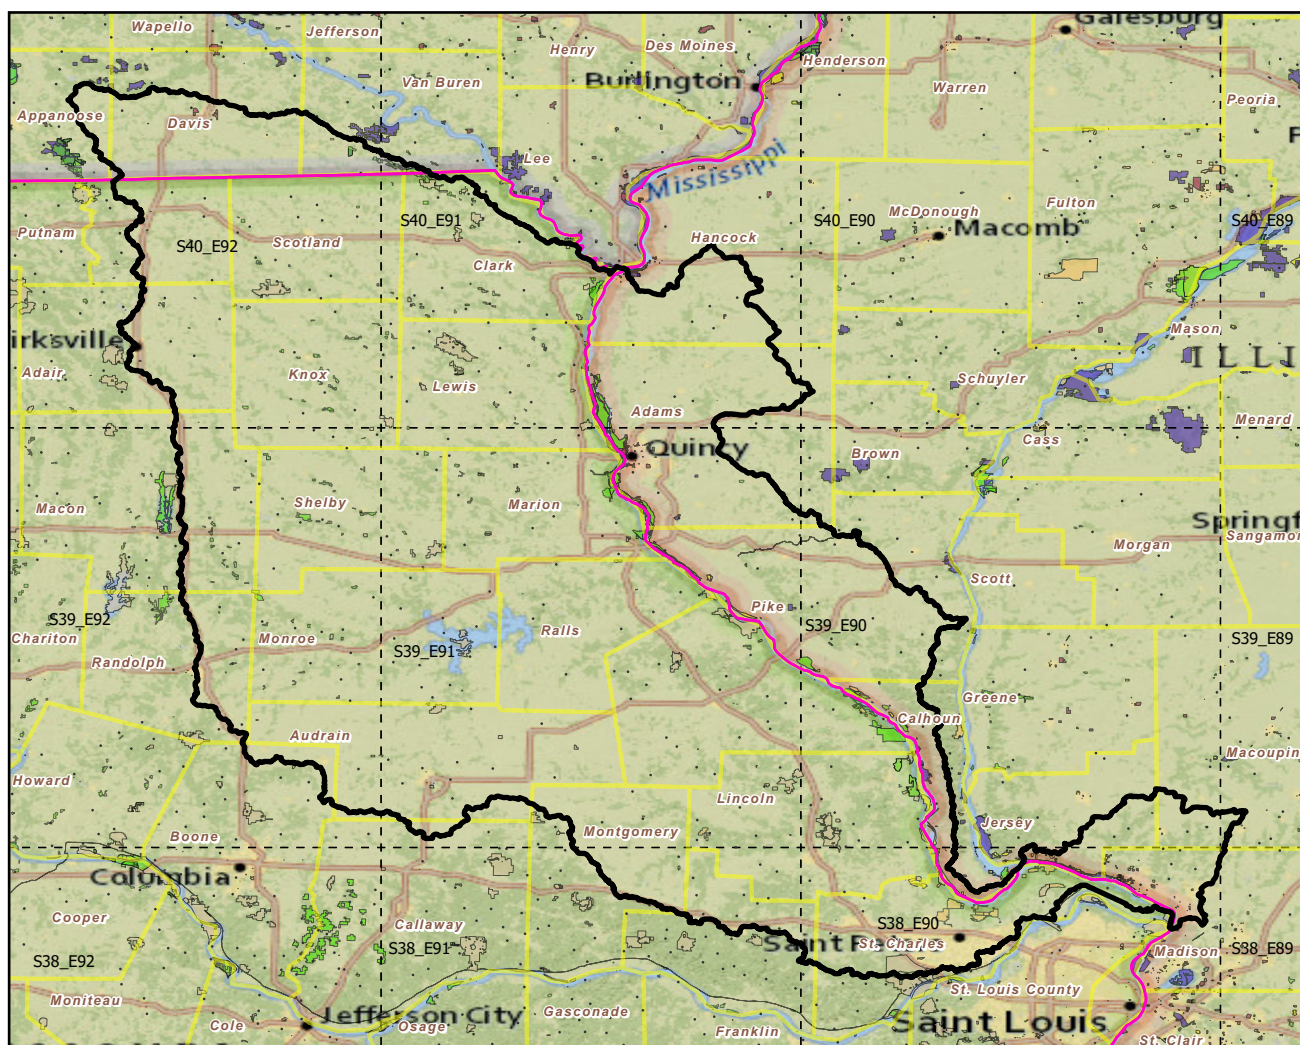 Galesburg
Wapello
Jefferson
Henry
Des Moines
Henderson
Burlington
Van Buren
Warren
Peoria
Appanoose
Davis
Lee
Mississippi
Putnam
S40_E92
Scotland
S40_E91
Clark
Hancock
S40_E90
McDonough
Macomb
Fulton
S40_E89
irksville
Adair
Knox
Lewis
Adams
Schuyler
Mason
ILLI
Menard
Quincy
Brown
Cass
Macon
Shelby
Marion
Springf
Sangamon
Morgan
Scott
S39_E92
Chariton
Randolph
Monroe
S39_E91
Ralls
Pike
S39_E90
S39_E89
Greene
Calhoun
Audrain
Howard
Macoupin
Lincoln
Boone
Montgomery
Jersey
Columbia
Cooper
Callaway
S38_E92
S38_E91
S38_E90
St. Charles
Madison
S38_E89
St. Louis County
Moniteau
Cole
Jefferson City
Osage
Gasconade
Franklin
Saint Louis
St. Clair